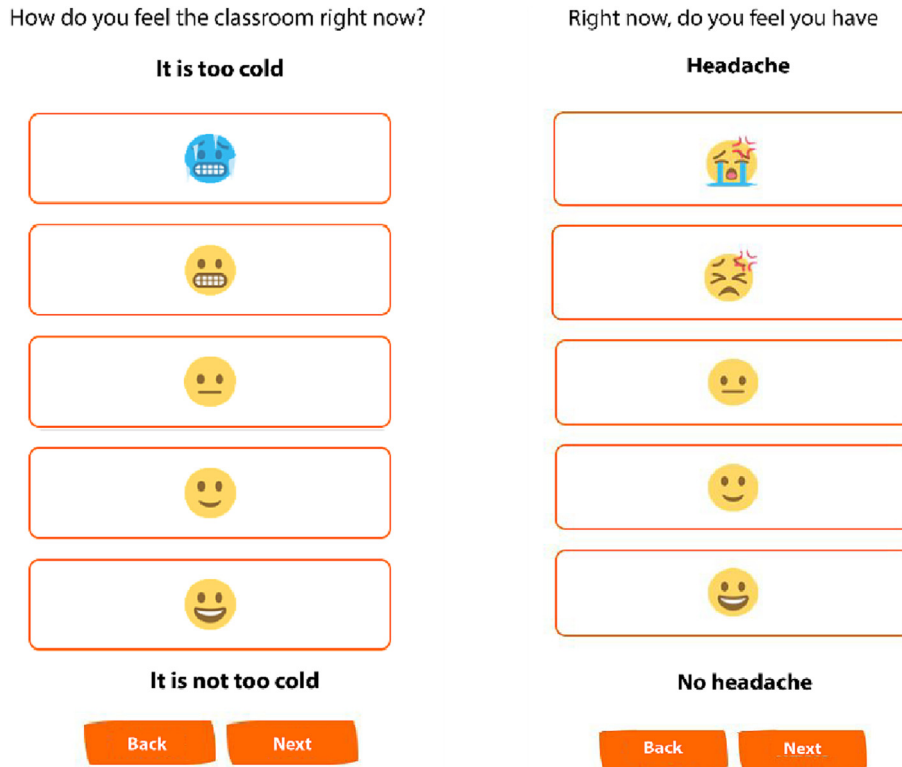 How do you feel the classroom right now?
It is too cold
It is not too cold
Back
Next
Right now, do you feel you have
Headache
No headache
Back
Next